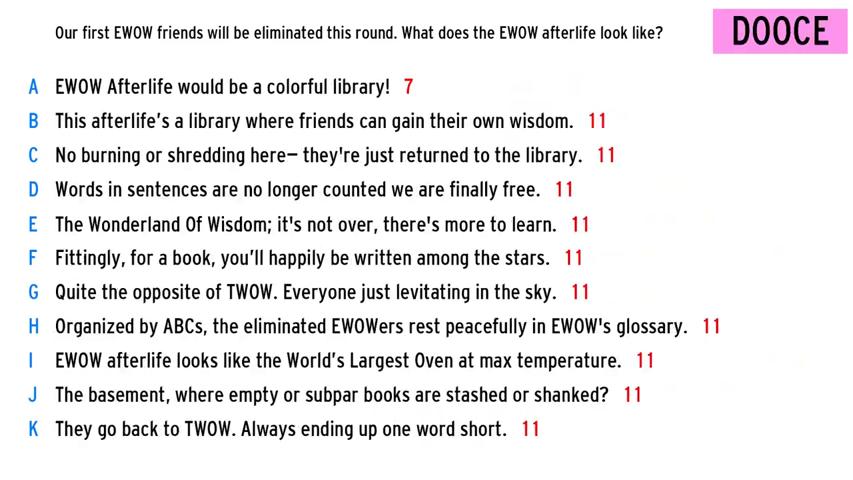 Our first EWOW friends will be eliminated this round. What does the EWOW afterlife look like?
DOOCE
A EWOW Afterlife would be a colorful library! 7
B This afterlife's a library where friends can gain their own wisdom. 11
C No burning or shredding here– they're just returned to the library. 11
D Words in sentences are no longer counted we are finally free. 11
E The Wonderland Of Wisdom; it's not over, there's more to learn. 11
F Fittingly, for a book, you'll happily be written among the stars. 11
G Quite the opposite of TWOW. Everyone just levitating in the sky. 11
H Organized by ABCs, the eliminated EWOWers rest peacefully in EWOW's glossary. 11
I EWOW afterlife looks like the World's Largest Oven at max temperature. 11
J The basement, where empty or subpar books are stashed or shanked? 11
K They go back to TWOW. Always ending up one word short. 11